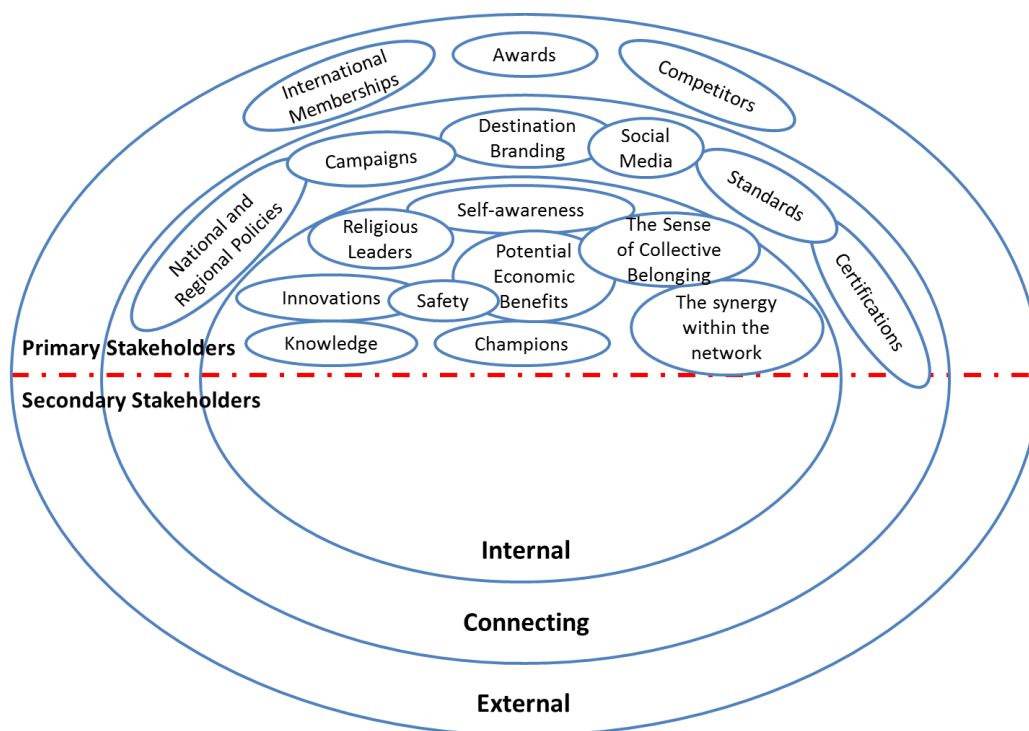 International
Memberships
Awards
Competitors
Campaigns
Destination
Branding
Social
Media
Standards
National and
Regional Policies
Certifications
Self-awareness
Religious
Leaders
Potential
Economic
Benefits
The Sense
of Collective
Belonging
Innovations
Safety
The synergy
within the
network
Knowledge
Champions
Primary Stakeholders
Secondary Stakeholders
Internal
Connecting
External